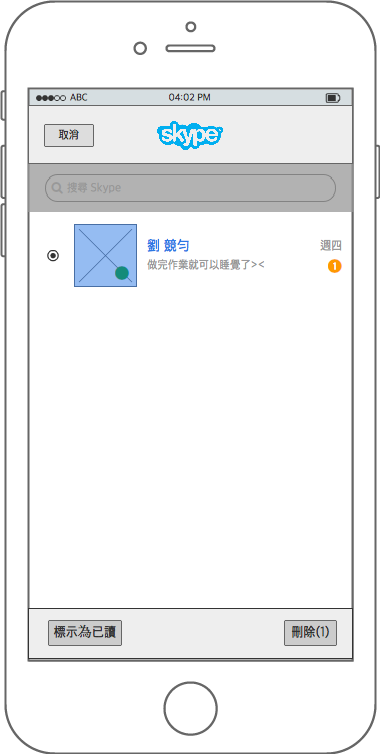 ABC 04:02 PM
取消 skype
搜尋 Skype
劉 競勻 週四
做完作業就可以睡覺了><
1
標示為已讀 刪除(1)